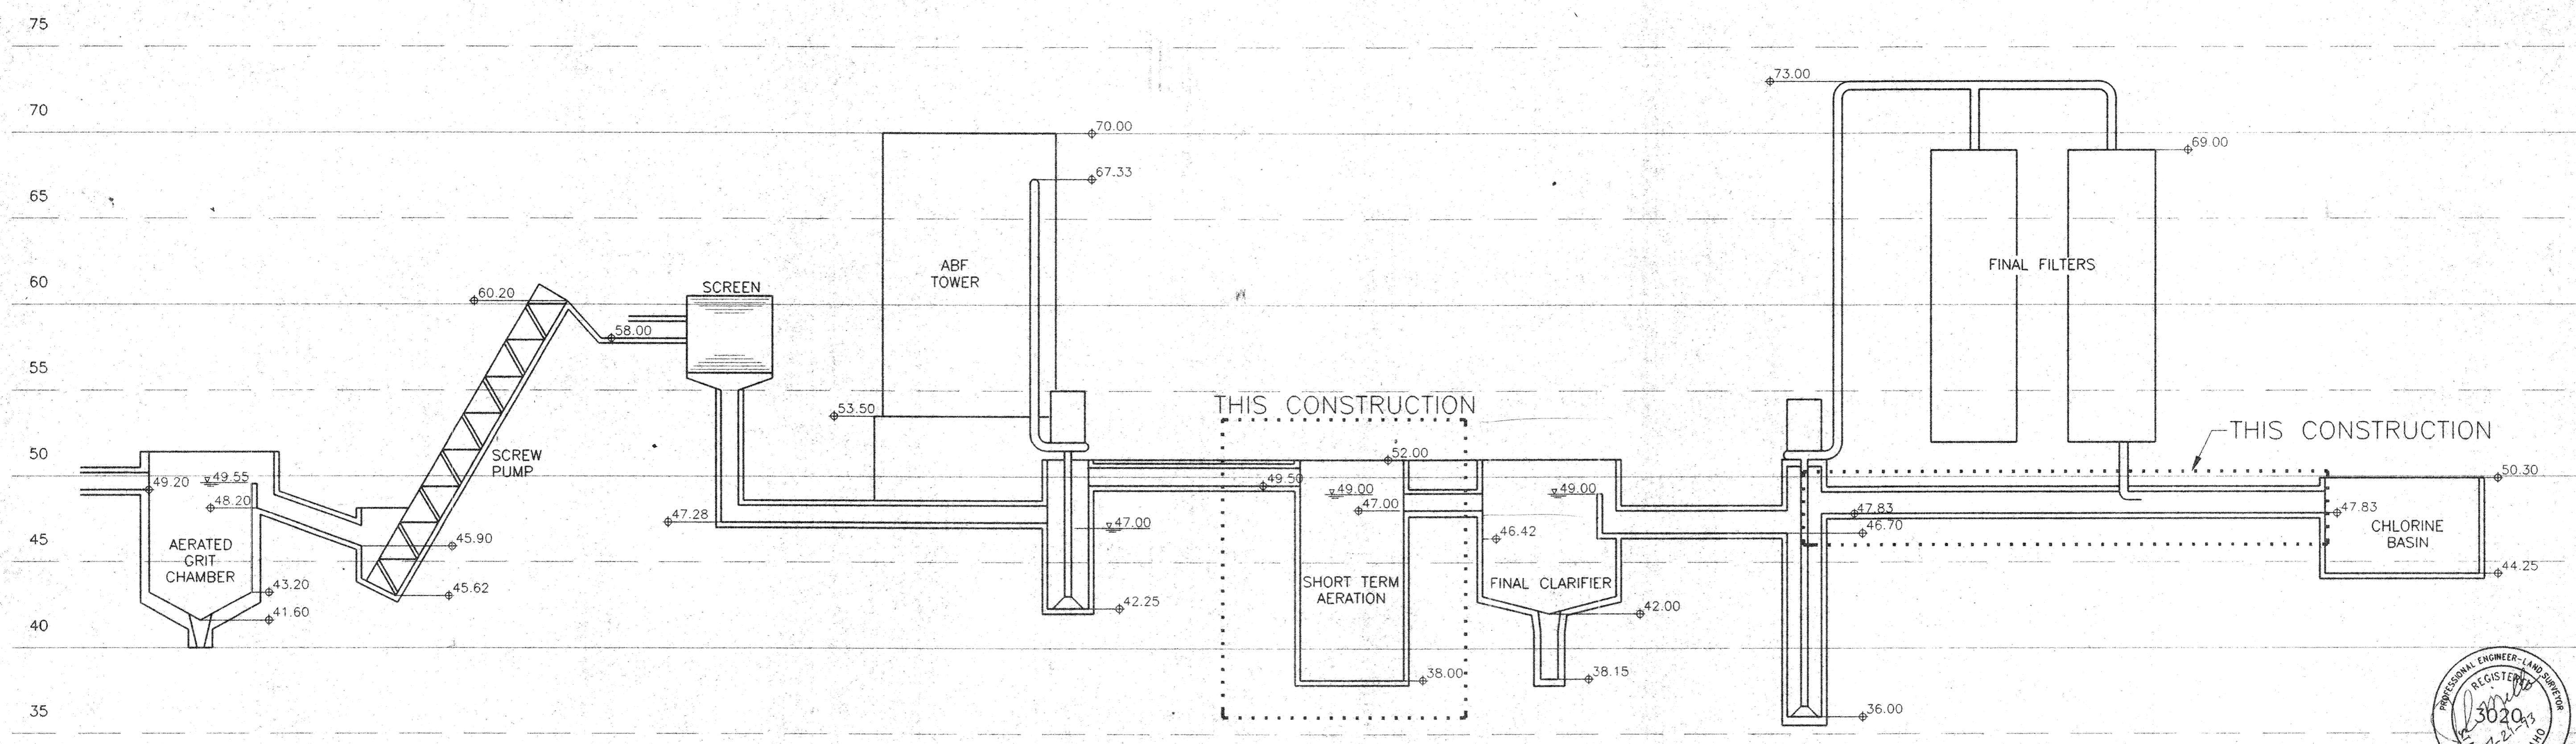 75
70
65
60
55
50
45
40
35
49.20
49.55
48.20
AERATED
GRIT
CHAMBER
43.20
41.60
60.20
SCREW
PUMP
45.90
45.62
58.00
SCREEN
47.28
53.50
ABF
TOWER
70.00
67.33
47.00
42.25
THIS CONSTRUCTION
52.00
49.50
49.00
47.00
SHORT TERM
AERATION
38.00
46.42
49.00
FINAL CLARIFIER
42.00
38.15
73.00
69.00
FINAL FILTERS
THIS CONSTRUCTION
47.83
46.70
36.00
50.30
47.83
CHLORINE
BASIN
44.25
PROFESSIONAL ENGINEER-LAND SURVEYOR
REGISTERED
3020